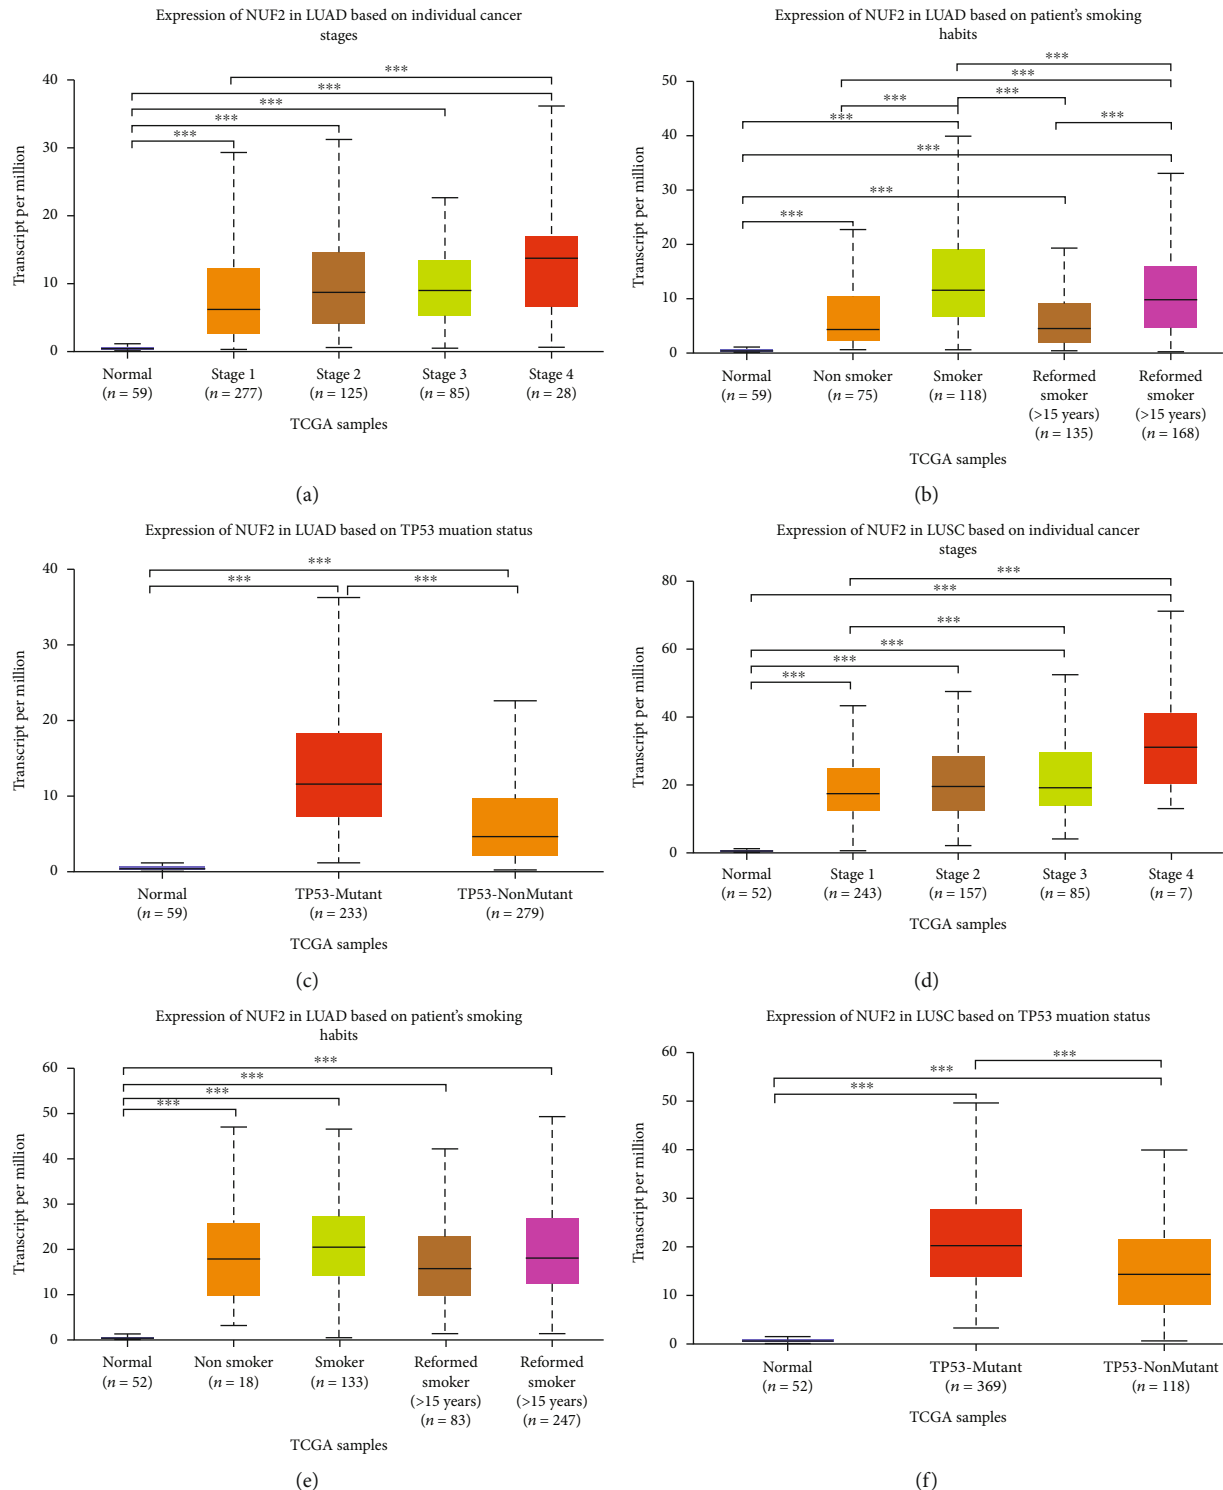 Expression of NUF2 in LUAD based on individual cancer
stages
***
***
***
***
***
Transcript per million
40
30
20
10
0
Normal
(n = 59)
Stage 1
(n = 277)
Stage 2
(n = 125)
Stage 3
(n = 85)
Stage 4
(n = 28)
TCGA samples
(a)
Expression of NUF2 in LUAD based on patient's smoking
habits
***
***
***
***
***
***
***
***
***
Transcript per million
50
40
30
20
10
0
Normal
(n = 59)
Non smoker
(n = 75)
Smoker
(n = 118)
Reformed
smoker
(>15 years)
(n = 135)
Reformed
smoker
(>15 years)
(n = 168)
TCGA samples
(b)
Expression of NUF2 in LUAD based on TP53 muation status
***
***
***
Transcript per million
40
30
20
10
0
Normal
(n = 59)
TP53-Mutant
(n = 233)
TP53-NonMutant
(n = 279)
TCGA samples
(c)
Expression of NUF2 in LUSC based on individual cancer
stages
***
***
***
***
***
***
Transcript per million
80
60
40
20
0
Normal
(n = 52)
Stage 1
(n = 243)
Stage 2
(n = 157)
Stage 3
(n = 85)
Stage 4
(n = 7)
TCGA samples
(d)
Expression of NUF2 in LUAD based on patient's smoking
habits
***
***
***
***
Transcript per million
60
50
40
30
20
10
0
Normal
(n = 52)
Non smoker
(n = 18)
Smoker
(n = 133)
Reformed
smoker
(>15 years)
(n = 83)
Reformed
smoker
(>15 years)
(n = 247)
TCGA samples
(e)
Expression of NUF2 in LUSC based on TP53 muation status
***
***
***
Transcript per million
60
50
40
30
20
10
0
Normal
(n = 52)
TP53-Mutant
(n = 369)
TP53-NonMutant
(n = 118)
TCGA samples
(f)